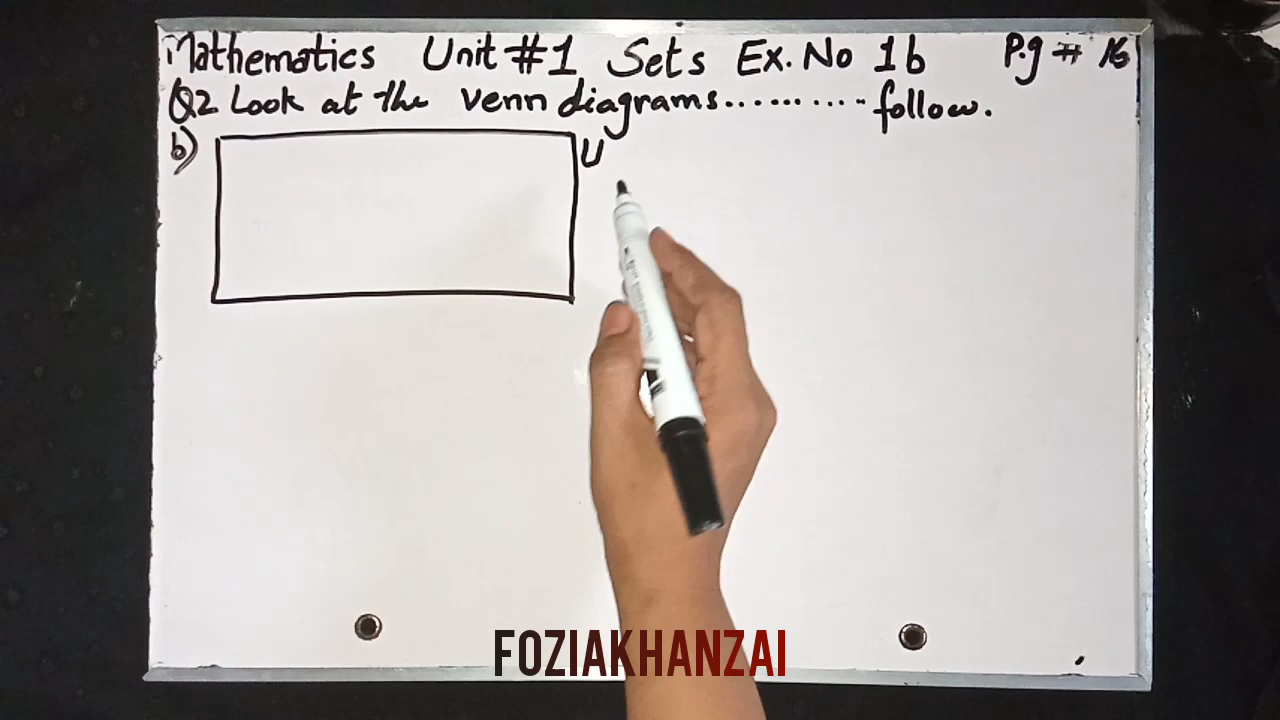 Mathematics Unit #1 Sets Ex. No 1b P.g # 16
Q2 Look at the venn diagrams.......... follow.
b)
U
FOZIAKHANZAI